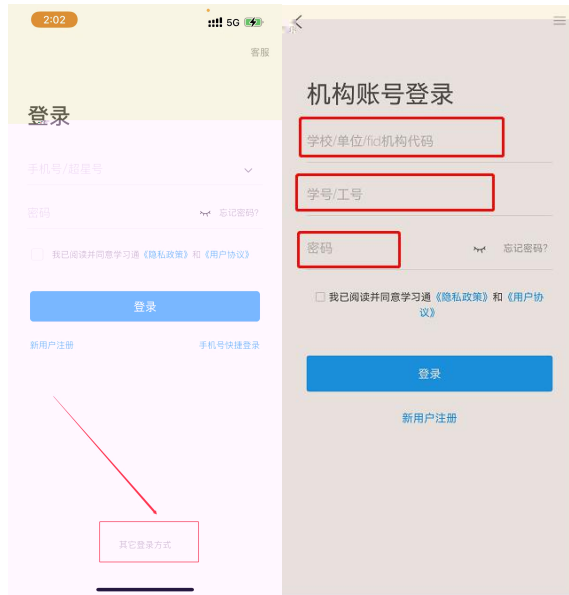 2:02
5G
客服
登录
手机号/超星号
密码
忘记密码?
我已阅读并同意学习通《隐私政策》和《用户协议》
登录
新用户注册
手机号快捷登录
其它登录方式
机构账号登录
学校/单位/fid机构代码
学号/工号
密码
忘记密码?
我已阅读并同意学习通《隐私政策》和《用户协
议》
登录
新用户注册